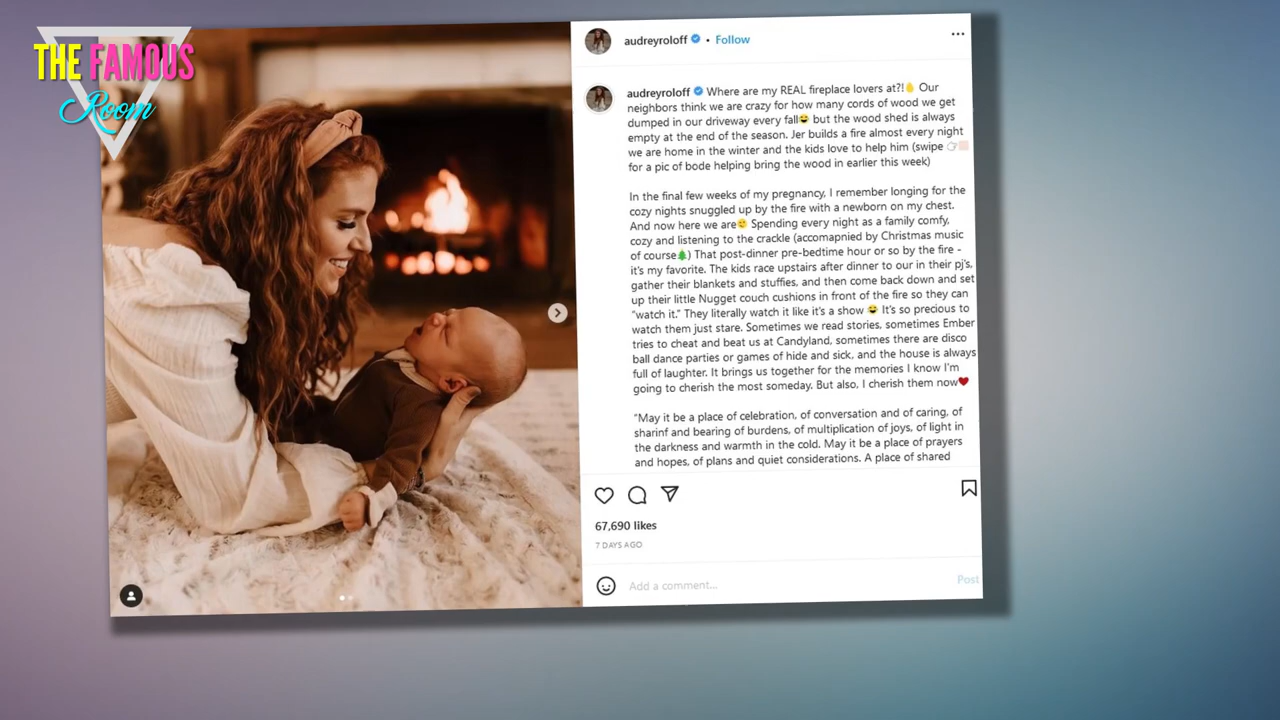 THE FAMOUS
Room
audreyroloff • Follow
audreyroloff Where are my REAL fireplace lovers at?! Our
neighbors think we are crazy for how many cords of wood we get
dumped in our driveway every fall😂 but the wood shed is always
empty at the end of the season. Jer builds a fire almost every night
we are home in the winter and the kids love to help him (swipe
for a pic of bode helping bring the wood in earlier this week)
In the final few weeks of my pregnancy, I remember longing for the
cozy nights snuggled up by the fire with a newborn on my chest.
And now here we are Spending every night as a family comfy,
cozy and listening to the crackle (accomapnied by Christmas music
of course🌲) That post-dinner pre-bedtime hour or so by the fire -
it's my favorite. The kids race upstairs after dinner to our in their pj's,
gather their blankets and stuffies, and then come back down and set
up their little Nugget couch cushions in front of the fire so they can
"watch it." They literally watch it like it's a show 😂 It's so precious to
watch them just stare. Sometimes we read stories, sometimes Ember
tries to cheat and beat us at Candyland, sometimes there are disco
ball dance parties or games of hide and sick, and the house is always
full of laughter. It brings us together for the memories I know I'm
going to cherish the most someday. But also, I cherish them now❤️
"May it be a place of celebration, of conversation and of caring, of
sharinf and bearing of burdens, of multiplication of joys, of light in
the darkness and warmth in the cold. May it be a place of prayers
and hopes, of plans and quiet considerations. A place of shared
67,690 likes
7 DAYS AGO
Add a comment...
Post